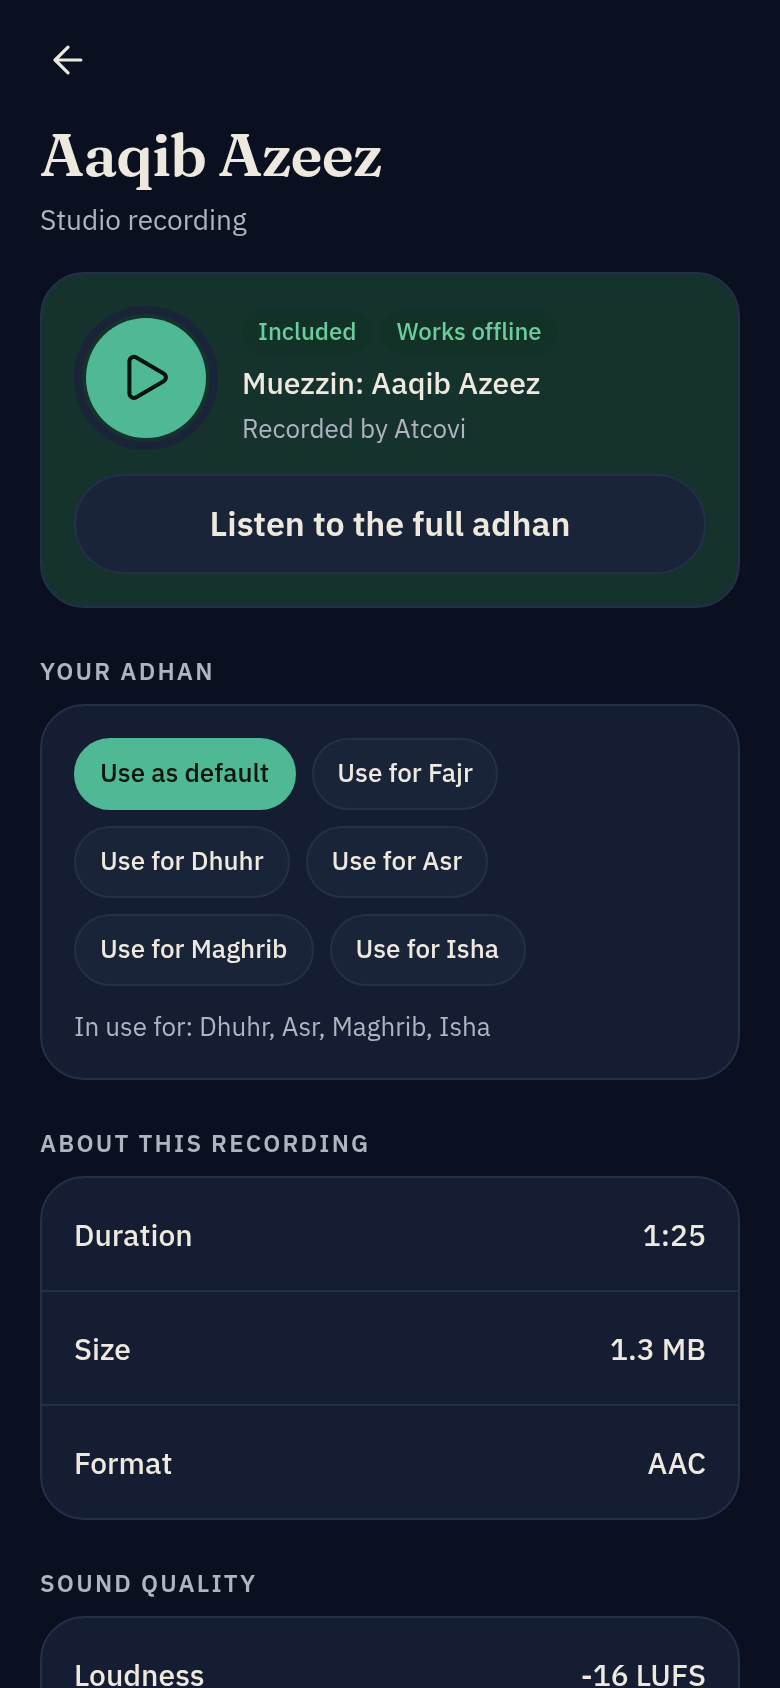 Aaqib Azeez
Studio recording
Included Works offline
Muezzin: Aaqib Azeez
Recorded by Atcovi
Listen to the full adhan
YOUR ADHAN
Use as default Use for Fajr
Use for Dhuhr Use for Asr
Use for Maghrib Use for Isha
In use for: Dhuhr, Asr, Maghrib, Isha
ABOUT THIS RECORDING
Duration 1:25
Size 1.3 MB
Format AAC
SOUND QUALITY
Loudness -16 LUFS